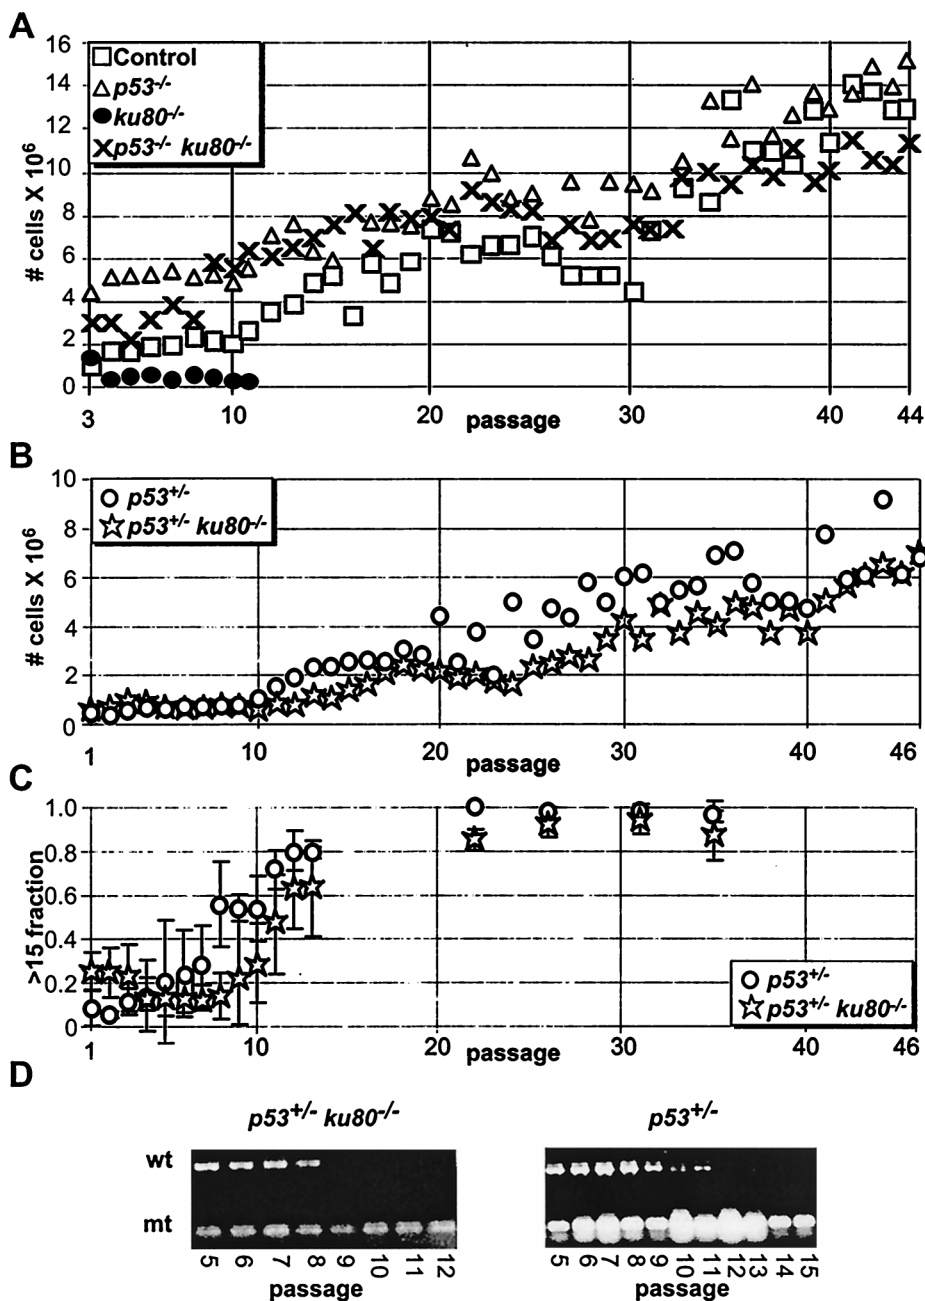 A
16
14
12
10
8
6
4
2
0
# cells X 10⁶
Control
p53⁻/⁻
ku80⁻/⁻
p53⁻/⁻ ku80⁻/⁻
3 10 20 30 40 44
passage
B
10
8
6
4
2
0
# cells X 10⁶
p53⁺/⁻
p53⁺/⁻ ku80⁻/⁻
1 10 20 30 40 46
passage
C
1.0
0.8
0.6
0.4
0.2
0
>15 fraction
p53⁺/⁻
p53⁺/⁻ ku80⁻/⁻
1 10 20 30 40 46
passage
D
p53⁺/⁻ ku80⁻/⁻
p53⁺/⁻
wt
mt
5 6 7 8 9 10 11 12
passage
5 6 7 8 9 10 11 12 13 14 15
passage